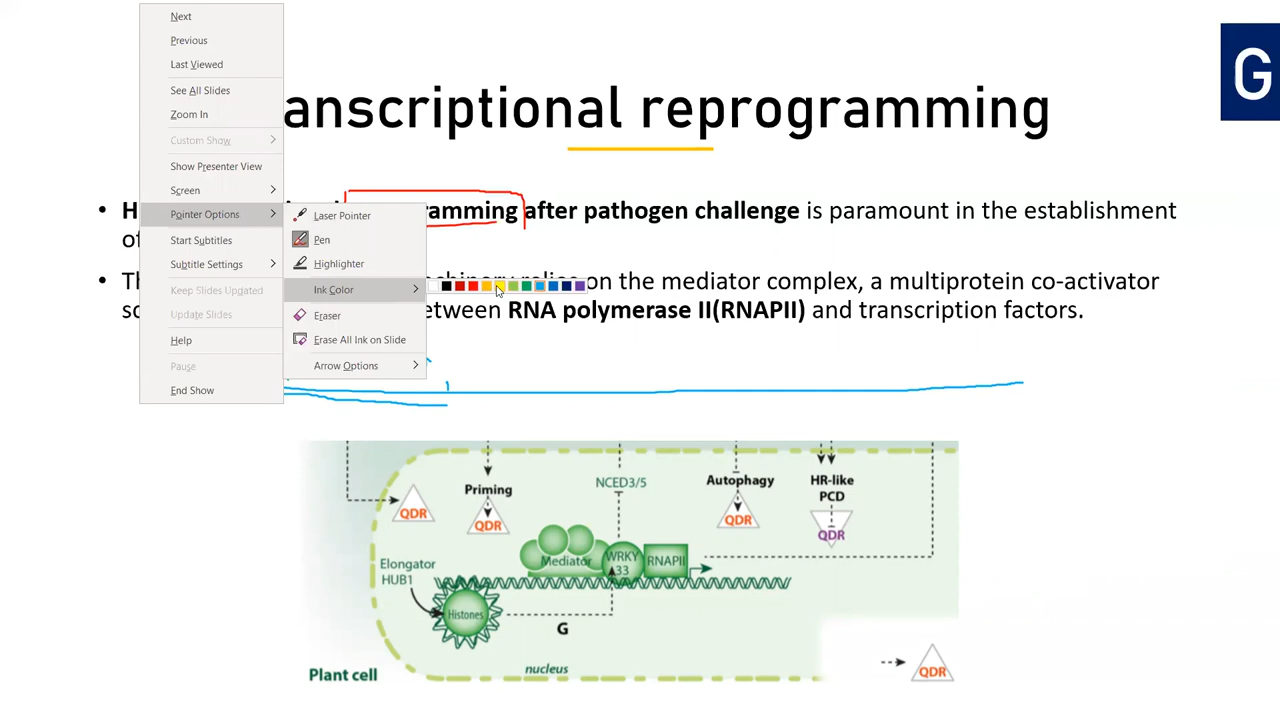 Next
Previous
Last Viewed
See All Slides
Zoom In
Custom Show
Show Presenter View
Screen
Pointer Options
Start Subtitles
Subtitle Settings
Keep Slides Updated
Update Slides
Help
Pause
End Show
Laser Pointer
Pen
Highlighter
Ink Color
Eraser
Erase All Ink on Slide
Arrow Options
G
anscriptional reprogramming
ramming after pathogen challenge is paramount in the establishment
of
relies on the mediator complex, a multiprotein co-activator
etween RNA polymerase II(RNAPII) and transcription factors.
QDR
Priming
QDR
NCED3/5
Autophagy
QDR
HR-like
PCD
QDR
Elongator
HUB1
Mediator
WRKY
33
RNAPII
Histones
G
nucleus
Plant cell
QDR